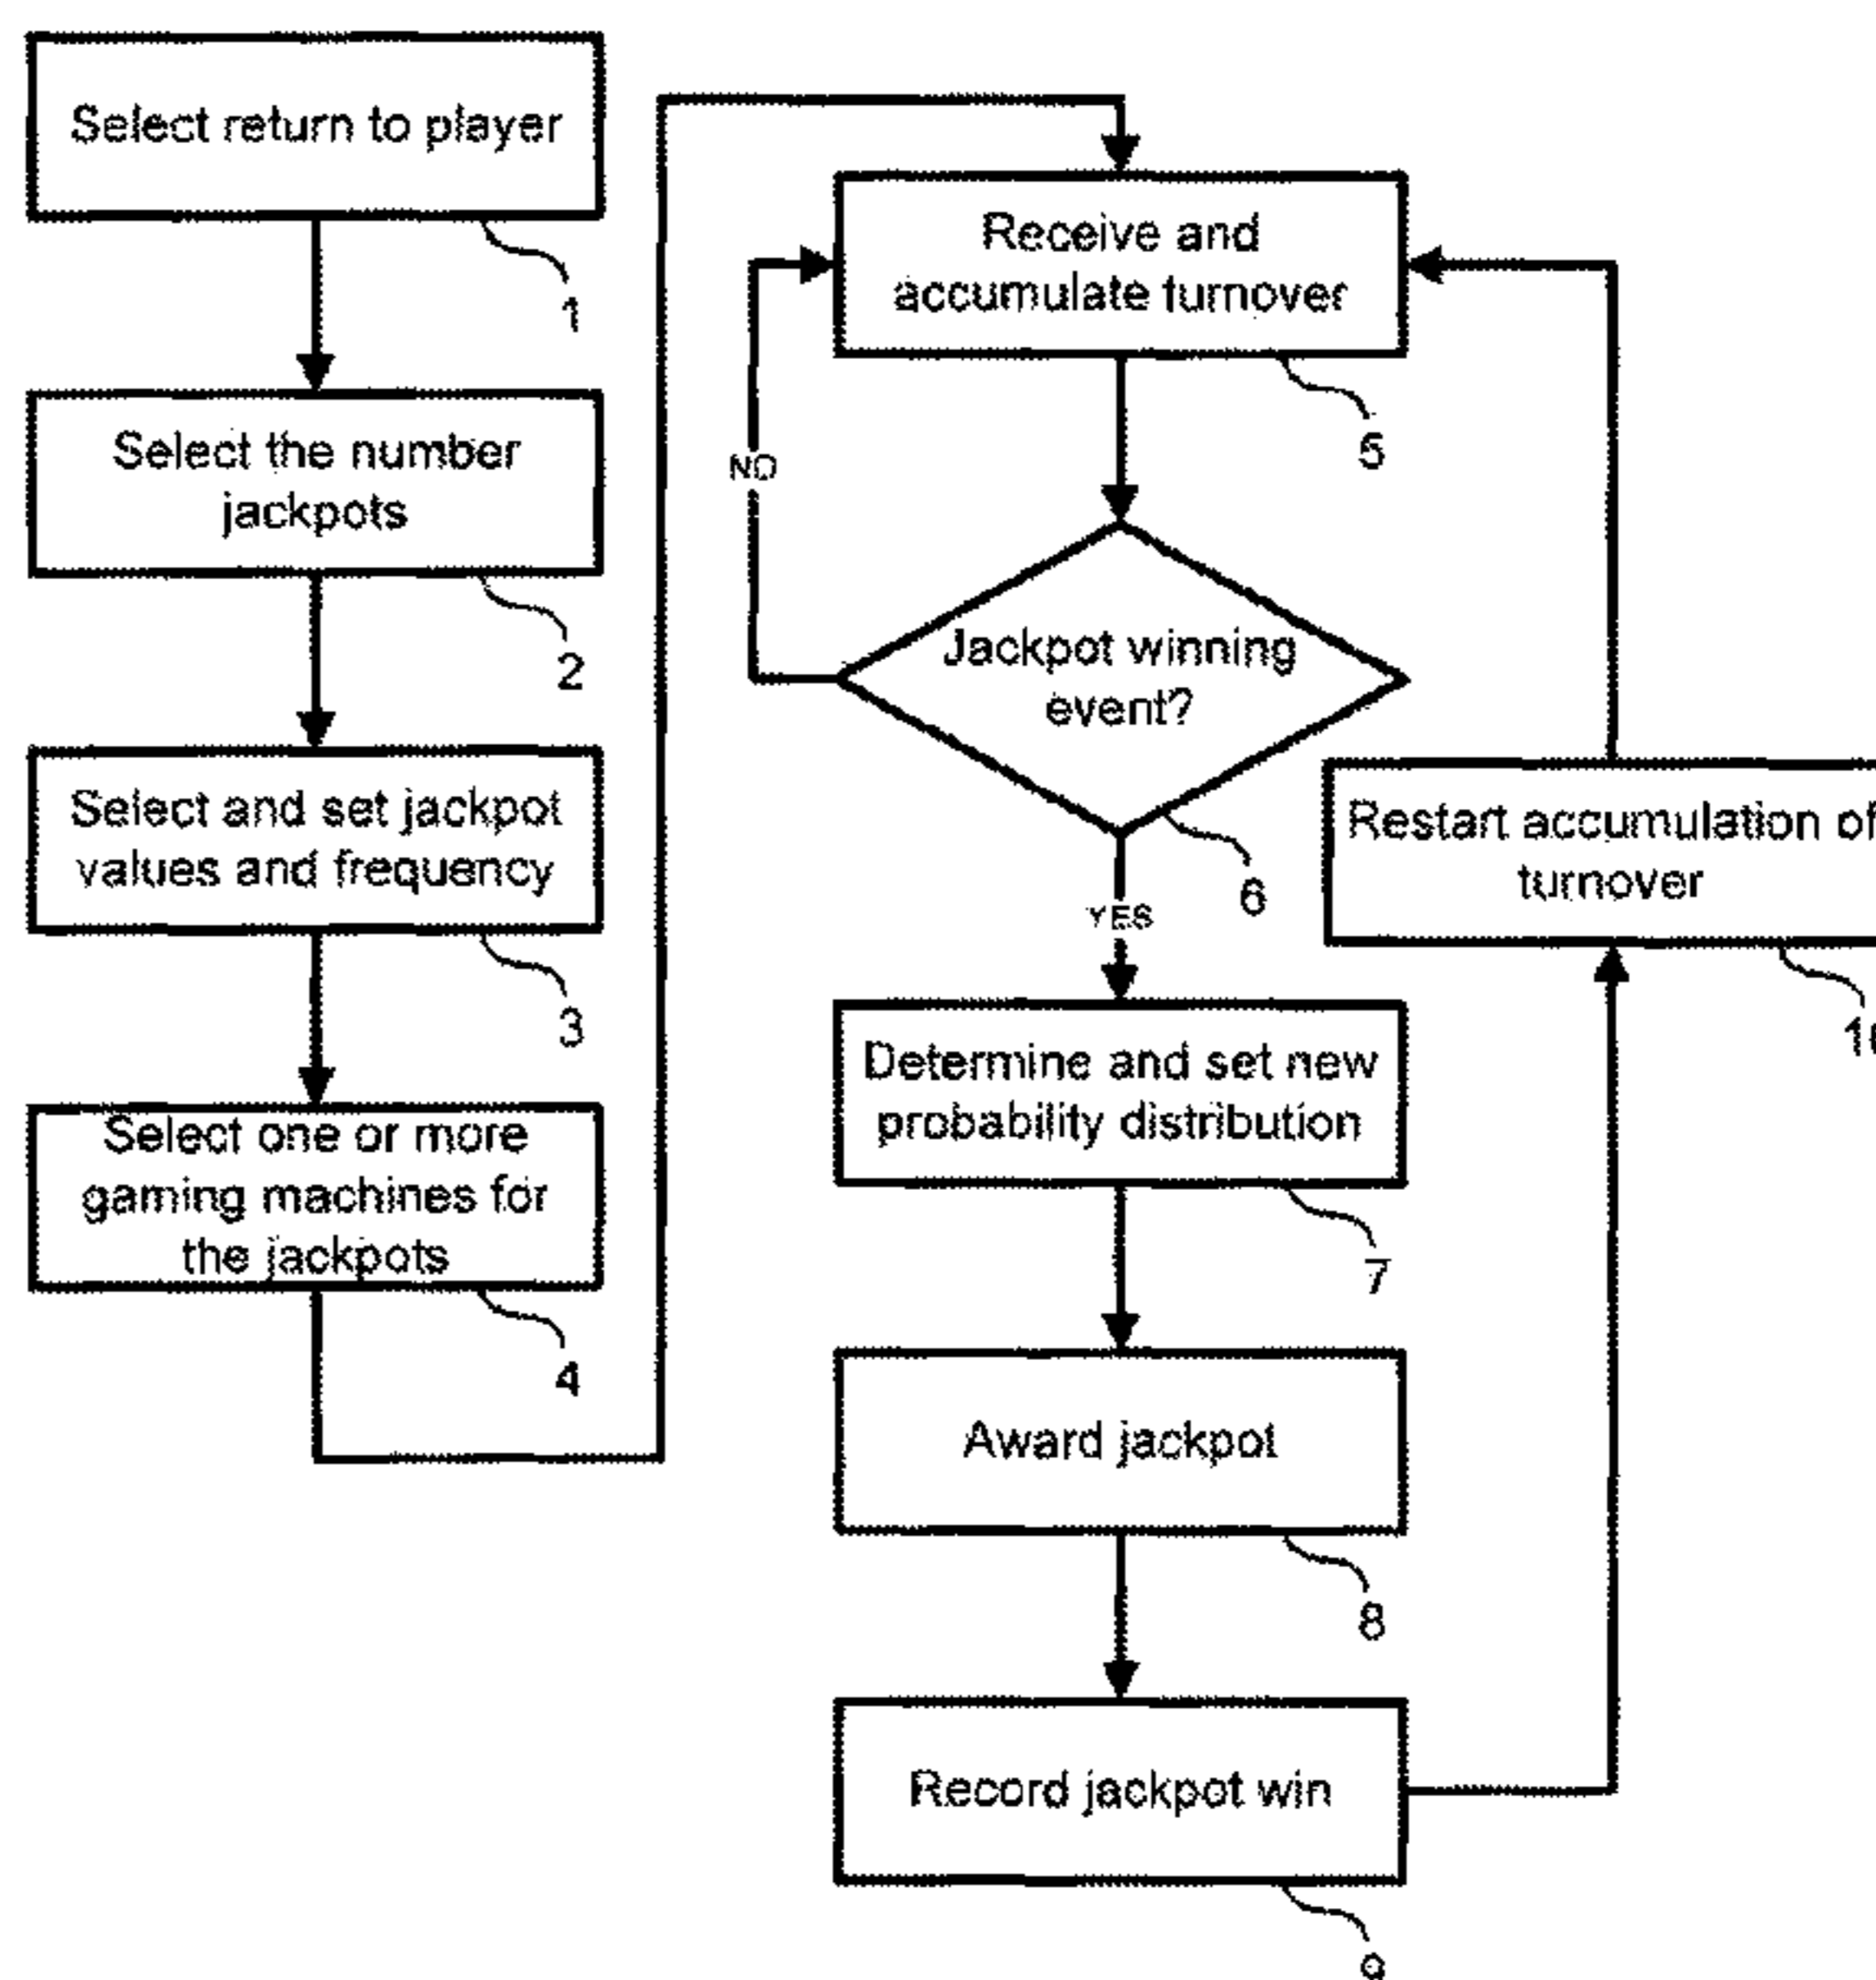 Select return to player
1
Select the number
jackpots
2
Select and set jackpot
values and frequency
3
Select one or more
gaming machines for
the jackpots
4
Receive and
accumulate turnover
5
NO
Jackpot winning
event?
6
YES
Determine and set new
probability distribution
7
Award jackpot
8
Record jackpot win
9
Restart accumulation of
turnover